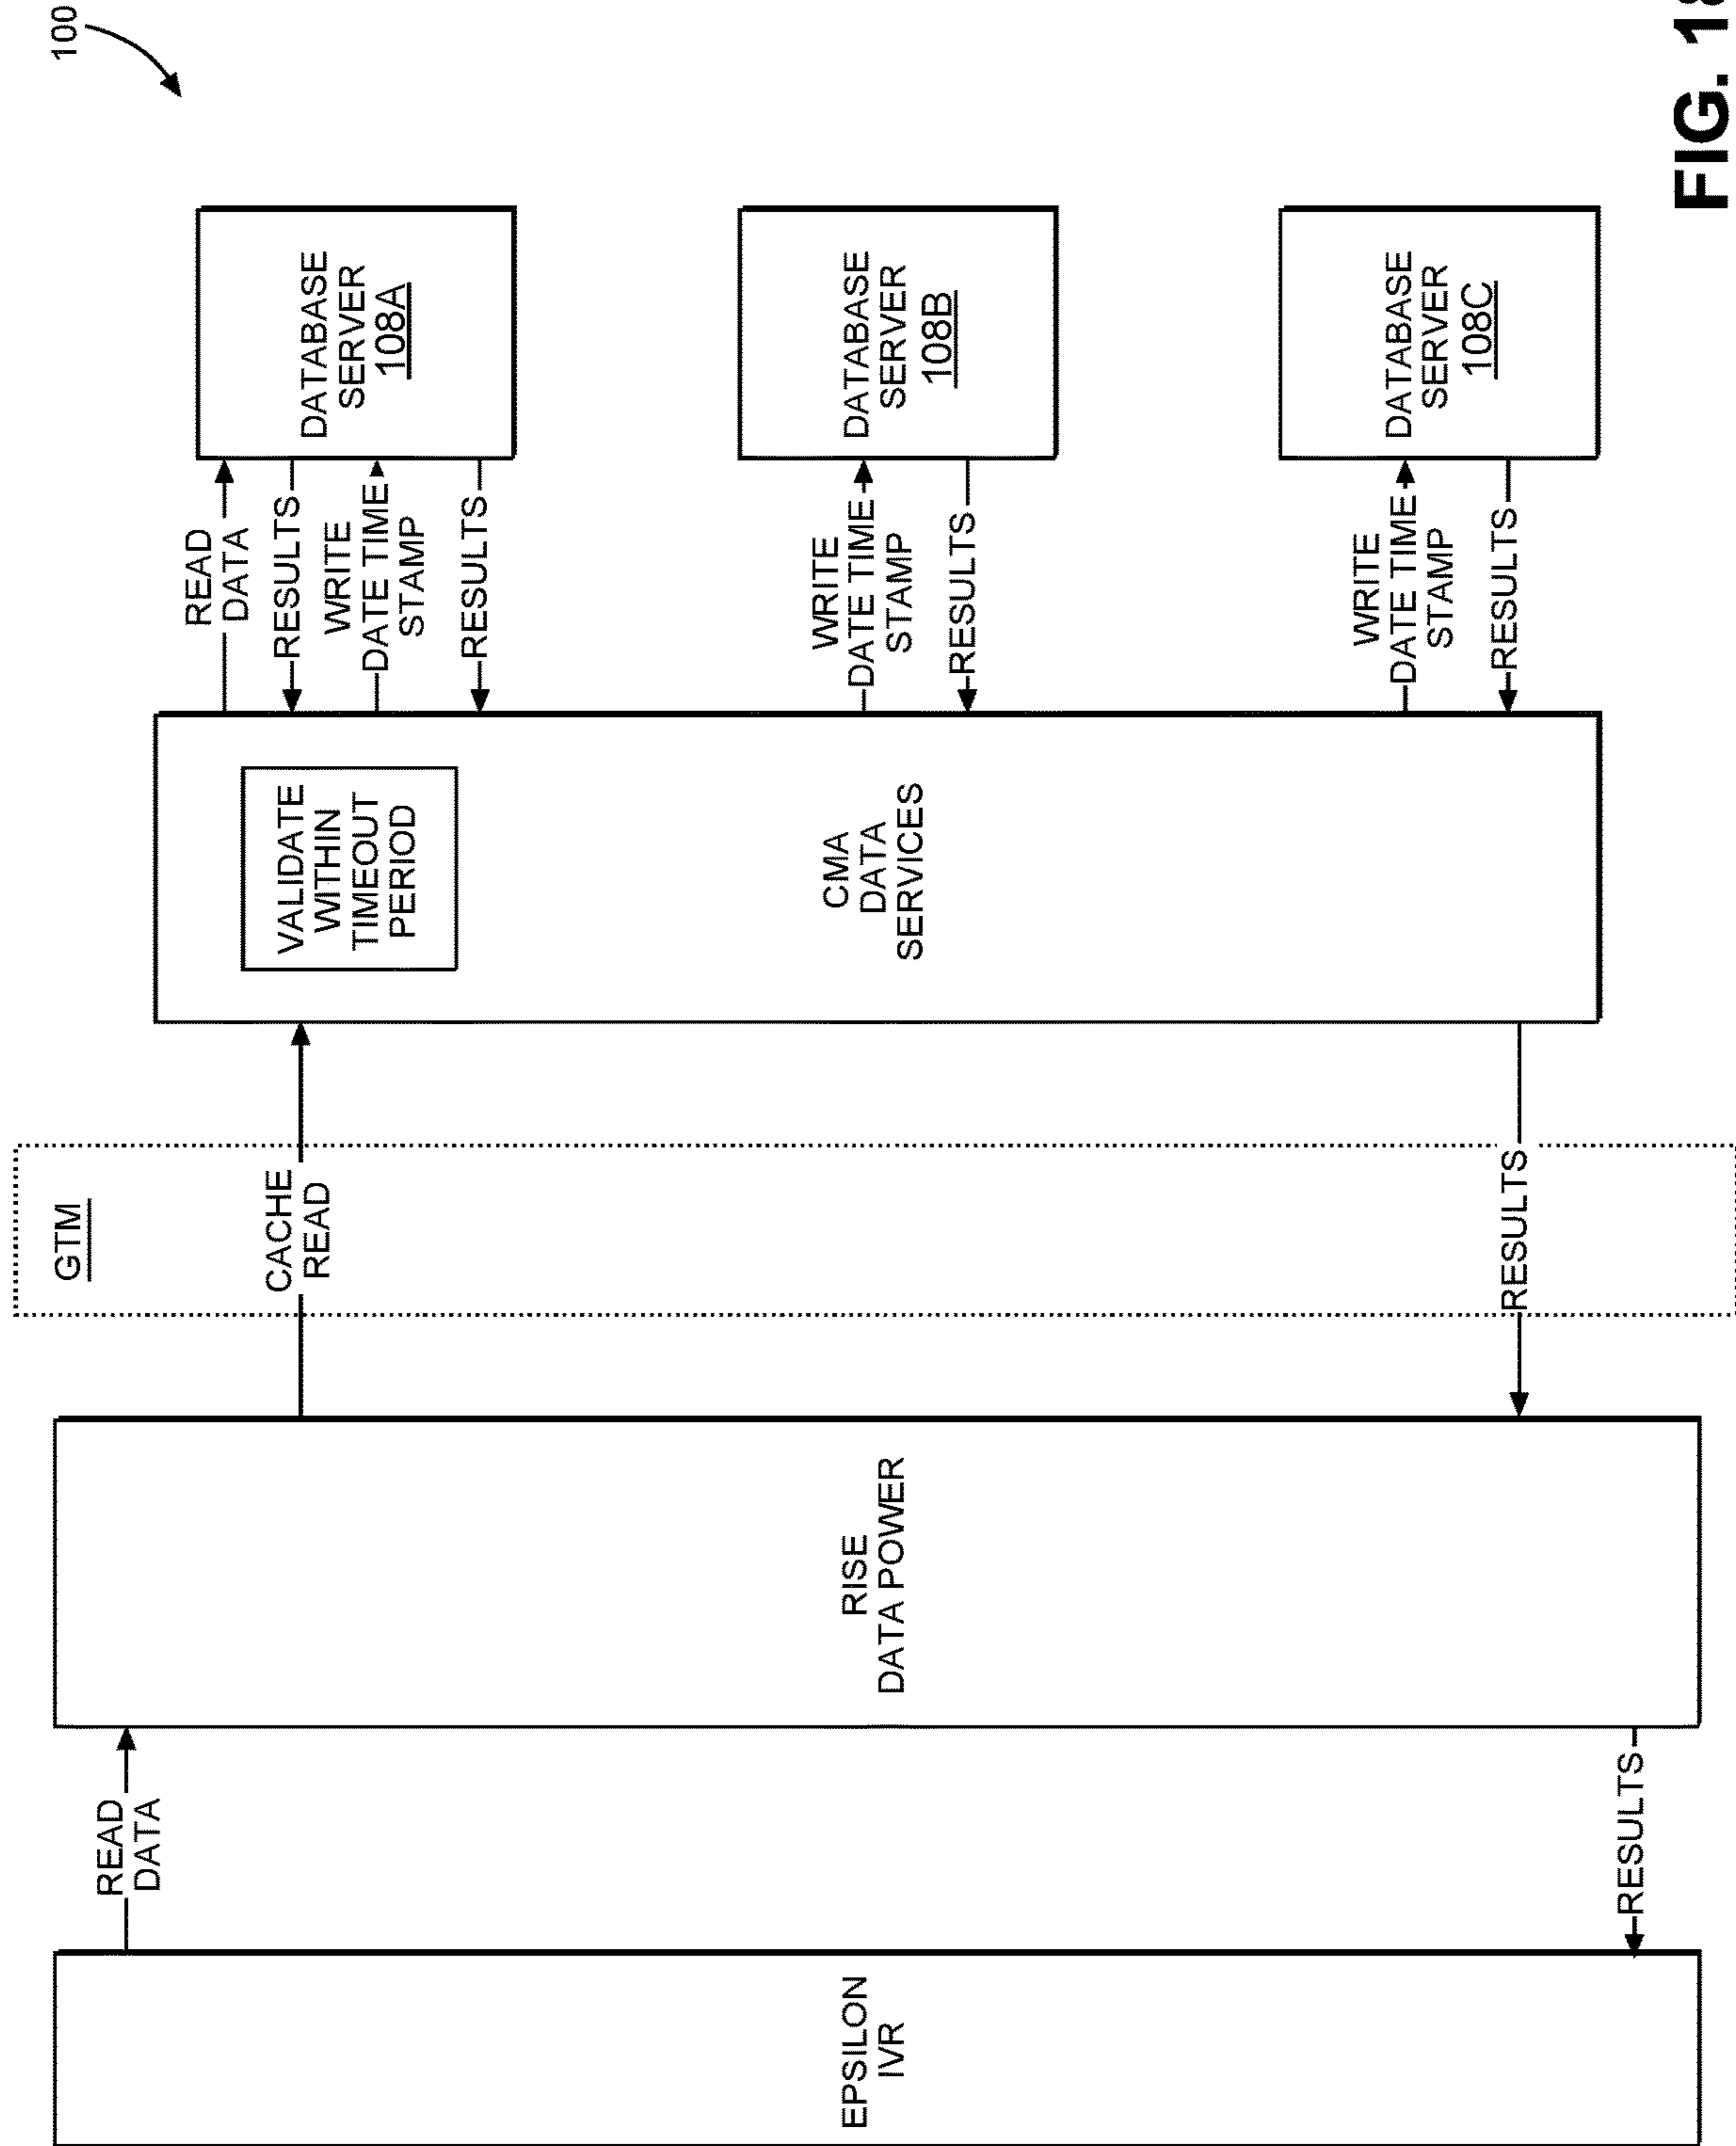 100
GTM
EPSILON
IVR
READ
DATA
RESULTS
RISE
DATA POWER
CACHE
READ
RESULTS
VALIDATE
WITHIN
TIMEOUT
PERIOD
CMA
DATA
SERVICES
READ
DATA
RESULTS
WRITE
DATE TIME
STAMP
RESULTS
DATABASE
SERVER
108A
WRITE
DATE TIME
STAMP
RESULTS
DATABASE
SERVER
108B
WRITE
DATE TIME
STAMP
RESULTS
DATABASE
SERVER
108C
FIG. 18